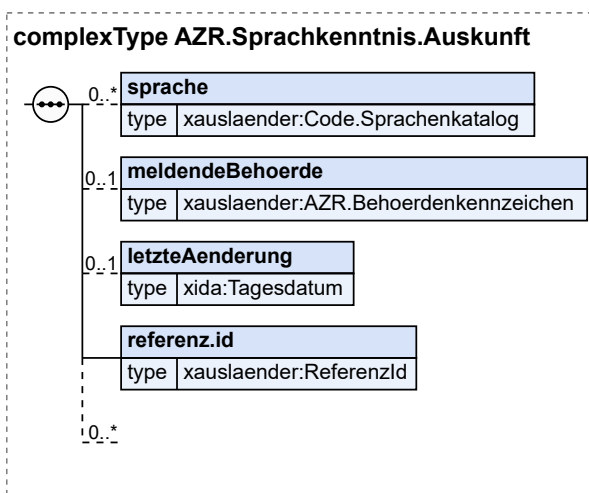 complexType AZR.Sprachkenntnis.Auskunft
0..* sprache
type xauslaender:Code.Sprachenkatalog
0..1 meldendeBehoerde
type xauslaender:AZR.Behoerdenkennzeichen
0..1 letzteAenderung
type xida:Tagesdatum
referenz.id
type xauslaender:ReferenzId
0..*